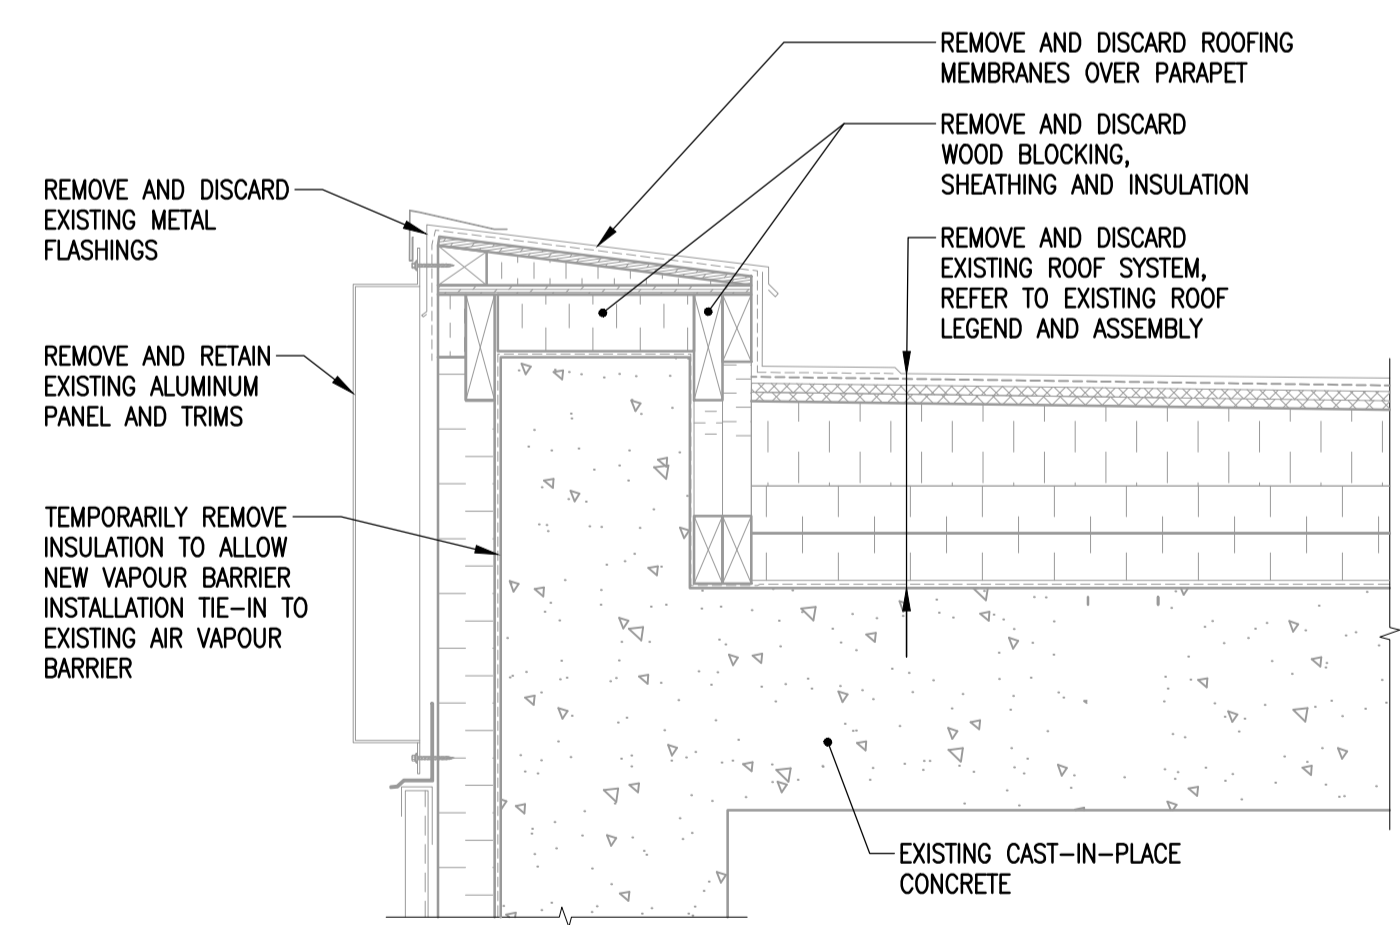 REMOVE AND DISCARD ROOFING
MEMBRANES OVER PARAPET
REMOVE AND DISCARD
WOOD BLOCKING,
SHEATHING AND INSULATION
REMOVE AND DISCARD
EXISTING ROOF SYSTEM,
REFER TO EXISTING ROOF
LEGEND AND ASSEMBLY
REMOVE AND DISCARD
EXISTING METAL
FLASHINGS
REMOVE AND RETAIN
EXISTING ALUMINUM
PANEL AND TRIMS
TEMPORARILY REMOVE
INSULATION TO ALLOW
NEW VAPOUR BARRIER
INSTALLATION TIE-IN TO
EXISTING AIR VAPOUR
BARRIER
EXISTING CAST-IN-PLACE
CONCRETE